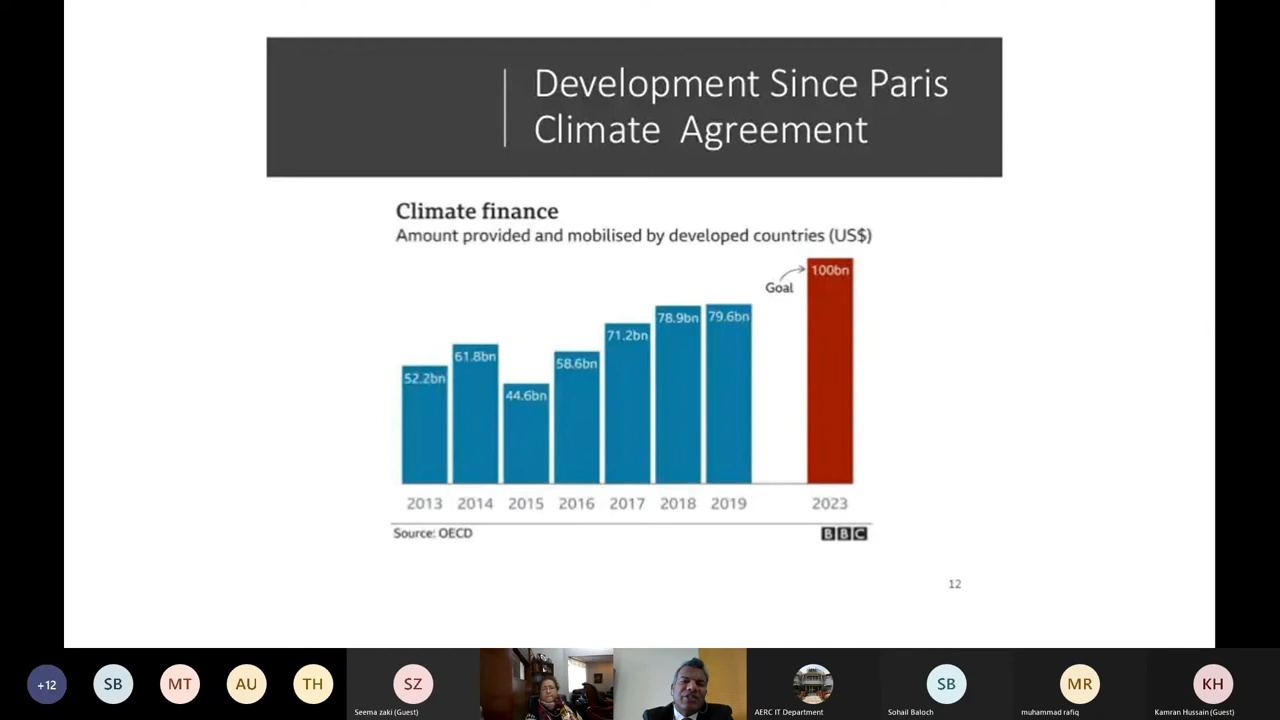 Development Since Paris
Climate Agreement
Climate finance
Amount provided and mobilised by developed countries (US$)
100bn
Goal
52.2bn
61.8bn
44.6bn
58.6bn
71.2bn
78.9bn
79.6bn
2013 2014 2015 2016 2017 2018 2019 2023
Source: OECD
BBC
12
+12
SB
MT
AU
TH
SZ
SB
MR
KH
Seema zaki (Guest)
AERC IT Department
Sohail Baloch
muhammad rafiq
Kamran Hussain (Guest)